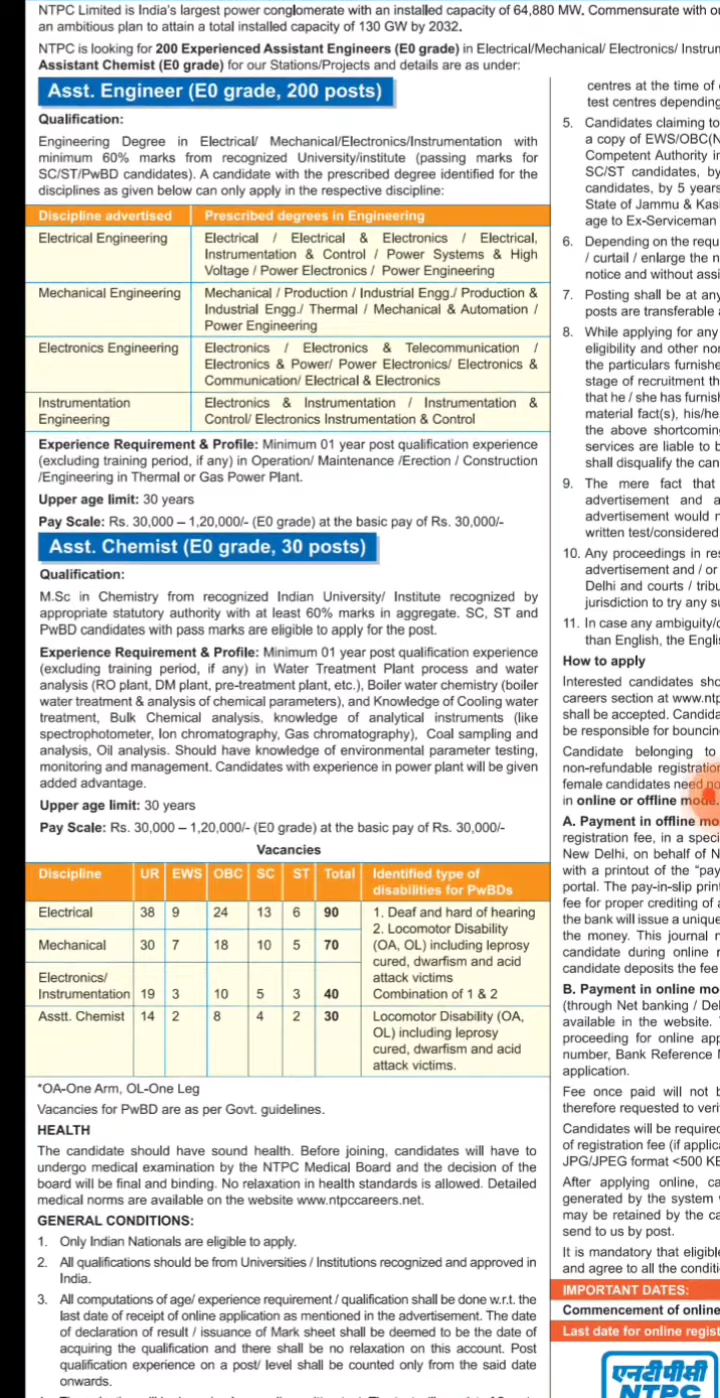 NTPC Limited is India's largest power conglomerate with an installed capacity of 64,880 MW. Commensurate with
an ambitious plan to attain a total installed capacity of 130 GW by 2032.
NTPC is looking for 200 Experienced Assistant Engineers (E0 grade) in Electrical/Mechanical/ Electronics/
Assistant Chemist (E0 grade) for our Stations/Projects and details are as under:
Asst. Engineer (E0 grade, 200 posts)
Qualification:
Engineering Degree in Electrical/ Mechanical/Electronics/Instrumentation with
minimum 60% marks from recognized University/institute (passing marks for
SC/ST/PwBD candidates). A candidate with the prescribed degree identified for the
disciplines as given below can only apply in the respective discipline:
Discipline advertised Prescribed degrees in Engineering
Electrical Engineering Electrical / Electrical & Electronics / Electrical,
Instrumentation & Control / Power Systems & High
Voltage / Power Electronics / Power Engineering
Mechanical Engineering Mechanical / Production / Industrial Engg./ Production &
Industrial Engg./ Thermal / Mechanical & Automation /
Power Engineering
Electronics Engineering Electronics / Electronics & Telecommunication /
Electronics & Power/ Power Electronics/ Electronics &
Communication/ Electrical & Electronics
Instrumentation Electronics & Instrumentation / Instrumentation &
Engineering Control/ Electronics Instrumentation & Control
Experience Requirement & Profile: Minimum 01 year post qualification experience
(excluding training period, if any) in Operation/ Maintenance /Erection / Construction
/Engineering in Thermal or Gas Power Plant.
Upper age limit: 30 years
Pay Scale: Rs. 30,000 – 1,20,000/- (E0 grade) at the basic pay of Rs. 30,000/-
Asst. Chemist (E0 grade, 30 posts)
Qualification:
M.Sc in Chemistry from recognized Indian University/ Institute recognized by
appropriate statutory authority with at least 60% marks in aggregate. SC, ST and
PwBD candidates with pass marks are eligible to apply for the post.
Experience Requirement & Profile: Minimum 01 year post qualification experience
(excluding training period, if any) in Water Treatment Plant process and water
analysis (RO plant, DM plant, pre-treatment plant, etc.), Boiler water chemistry (boiler
water treatment & analysis of chemical parameters), and Knowledge of Cooling water
treatment, Bulk Chemical analysis, knowledge of analytical instruments (like
spectrophotometer, Ion chromatography, Gas chromatography), Coal sampling and
analysis, Oil analysis. Should have knowledge of environmental parameter testing,
monitoring and management. Candidates with experience in power plant will be given
added advantage.
Upper age limit: 30 years
Pay Scale: Rs. 30,000 – 1,20,000/- (E0 grade) at the basic pay of Rs. 30,000/-
Vacancies
Discipline UR EWS OBC SC ST Total Identified type of
disabilities for PwBDs
Electrical 38 9 24 13 6 90 1. Deaf and hard of hearing
2. Locomotor Disability
Mechanical 30 7 18 10 5 70 (OA, OL) including leprosy
cured, dwarfism and acid
Electronics/ attack victims
Instrumentation 19 3 10 5 3 40 Combination of 1 & 2
Asstt. Chemist 14 2 8 4 2 30 Locomotor Disability (OA,
OL) including leprosy
cured, dwarfism and acid
attack victims.
*OA-One Arm, OL-One Leg
Vacancies for PwBD are as per Govt. guidelines.
HEALTH
The candidate should have sound health. Before joining, candidates will have to
undergo medical examination by the NTPC Medical Board and the decision of the
board will be final and binding. No relaxation in health standards is allowed. Detailed
medical norms are available on the website www.ntpccareers.net.
GENERAL CONDITIONS:
1. Only Indian Nationals are eligible to apply.
2. All qualifications should be from Universities / Institutions recognized and approved in
India.
3. All computations of age/ experience requirement / qualification shall be done w.r.t. the
last date of receipt of online application as mentioned in the advertisement. The date
of declaration of result / issuance of Mark sheet shall be deemed to be the date of
acquiring the qualification and there shall be no relaxation on this account. Post
qualification experience on a post/ level shall be counted only from the said date
onwards.
centres at the time of
test centres depending
5. Candidates claiming to
a copy of EWS/OBC(N
Competent Authority in
SC/ST candidates, by
candidates, by 5 years
State of Jammu &
age to Ex-Serviceman
6. Depending on the
/ curtail / enlarge the
notice and without
7. Posting shall be at any
posts are transferable
8. While applying for any
eligibility and other
the particulars
stage of recruitment
that he / she has
material fact(s),
the above
services are liable to
shall disqualify the
9. The mere fact that
advertisement and
advertisement would
written test/considered
10. Any proceedings in
advertisement and / or
Delhi and courts /
jurisdiction to try any
11. In case any
than English, the
How to apply
Interested candidates
careers section at
shall be accepted.
be responsible for
Candidate belonging to
non-refundable registration
female candidates need
in online or offline mode.
A. Payment in offline
registration fee, in a
New Delhi, on behalf of
with a printout of the
portal. The pay-in-slip
fee for proper crediting of
the bank will issue a
the money. This journal
candidate during online
candidate deposits the fee
B. Payment in online
(through Net banking /
available in the website.
proceeding for online
number, Bank Reference
application.
Fee once paid will not
therefore requested to
Candidates will be required
of registration fee (if
JPG/JPEG format <500
After applying online,
generated by the system
may be retained by the
send to us by post.
It is mandatory that
and agree to all the
IMPORTANT DATES:
Commencement of online
Last date for online
एनटीपीसी
NTPC